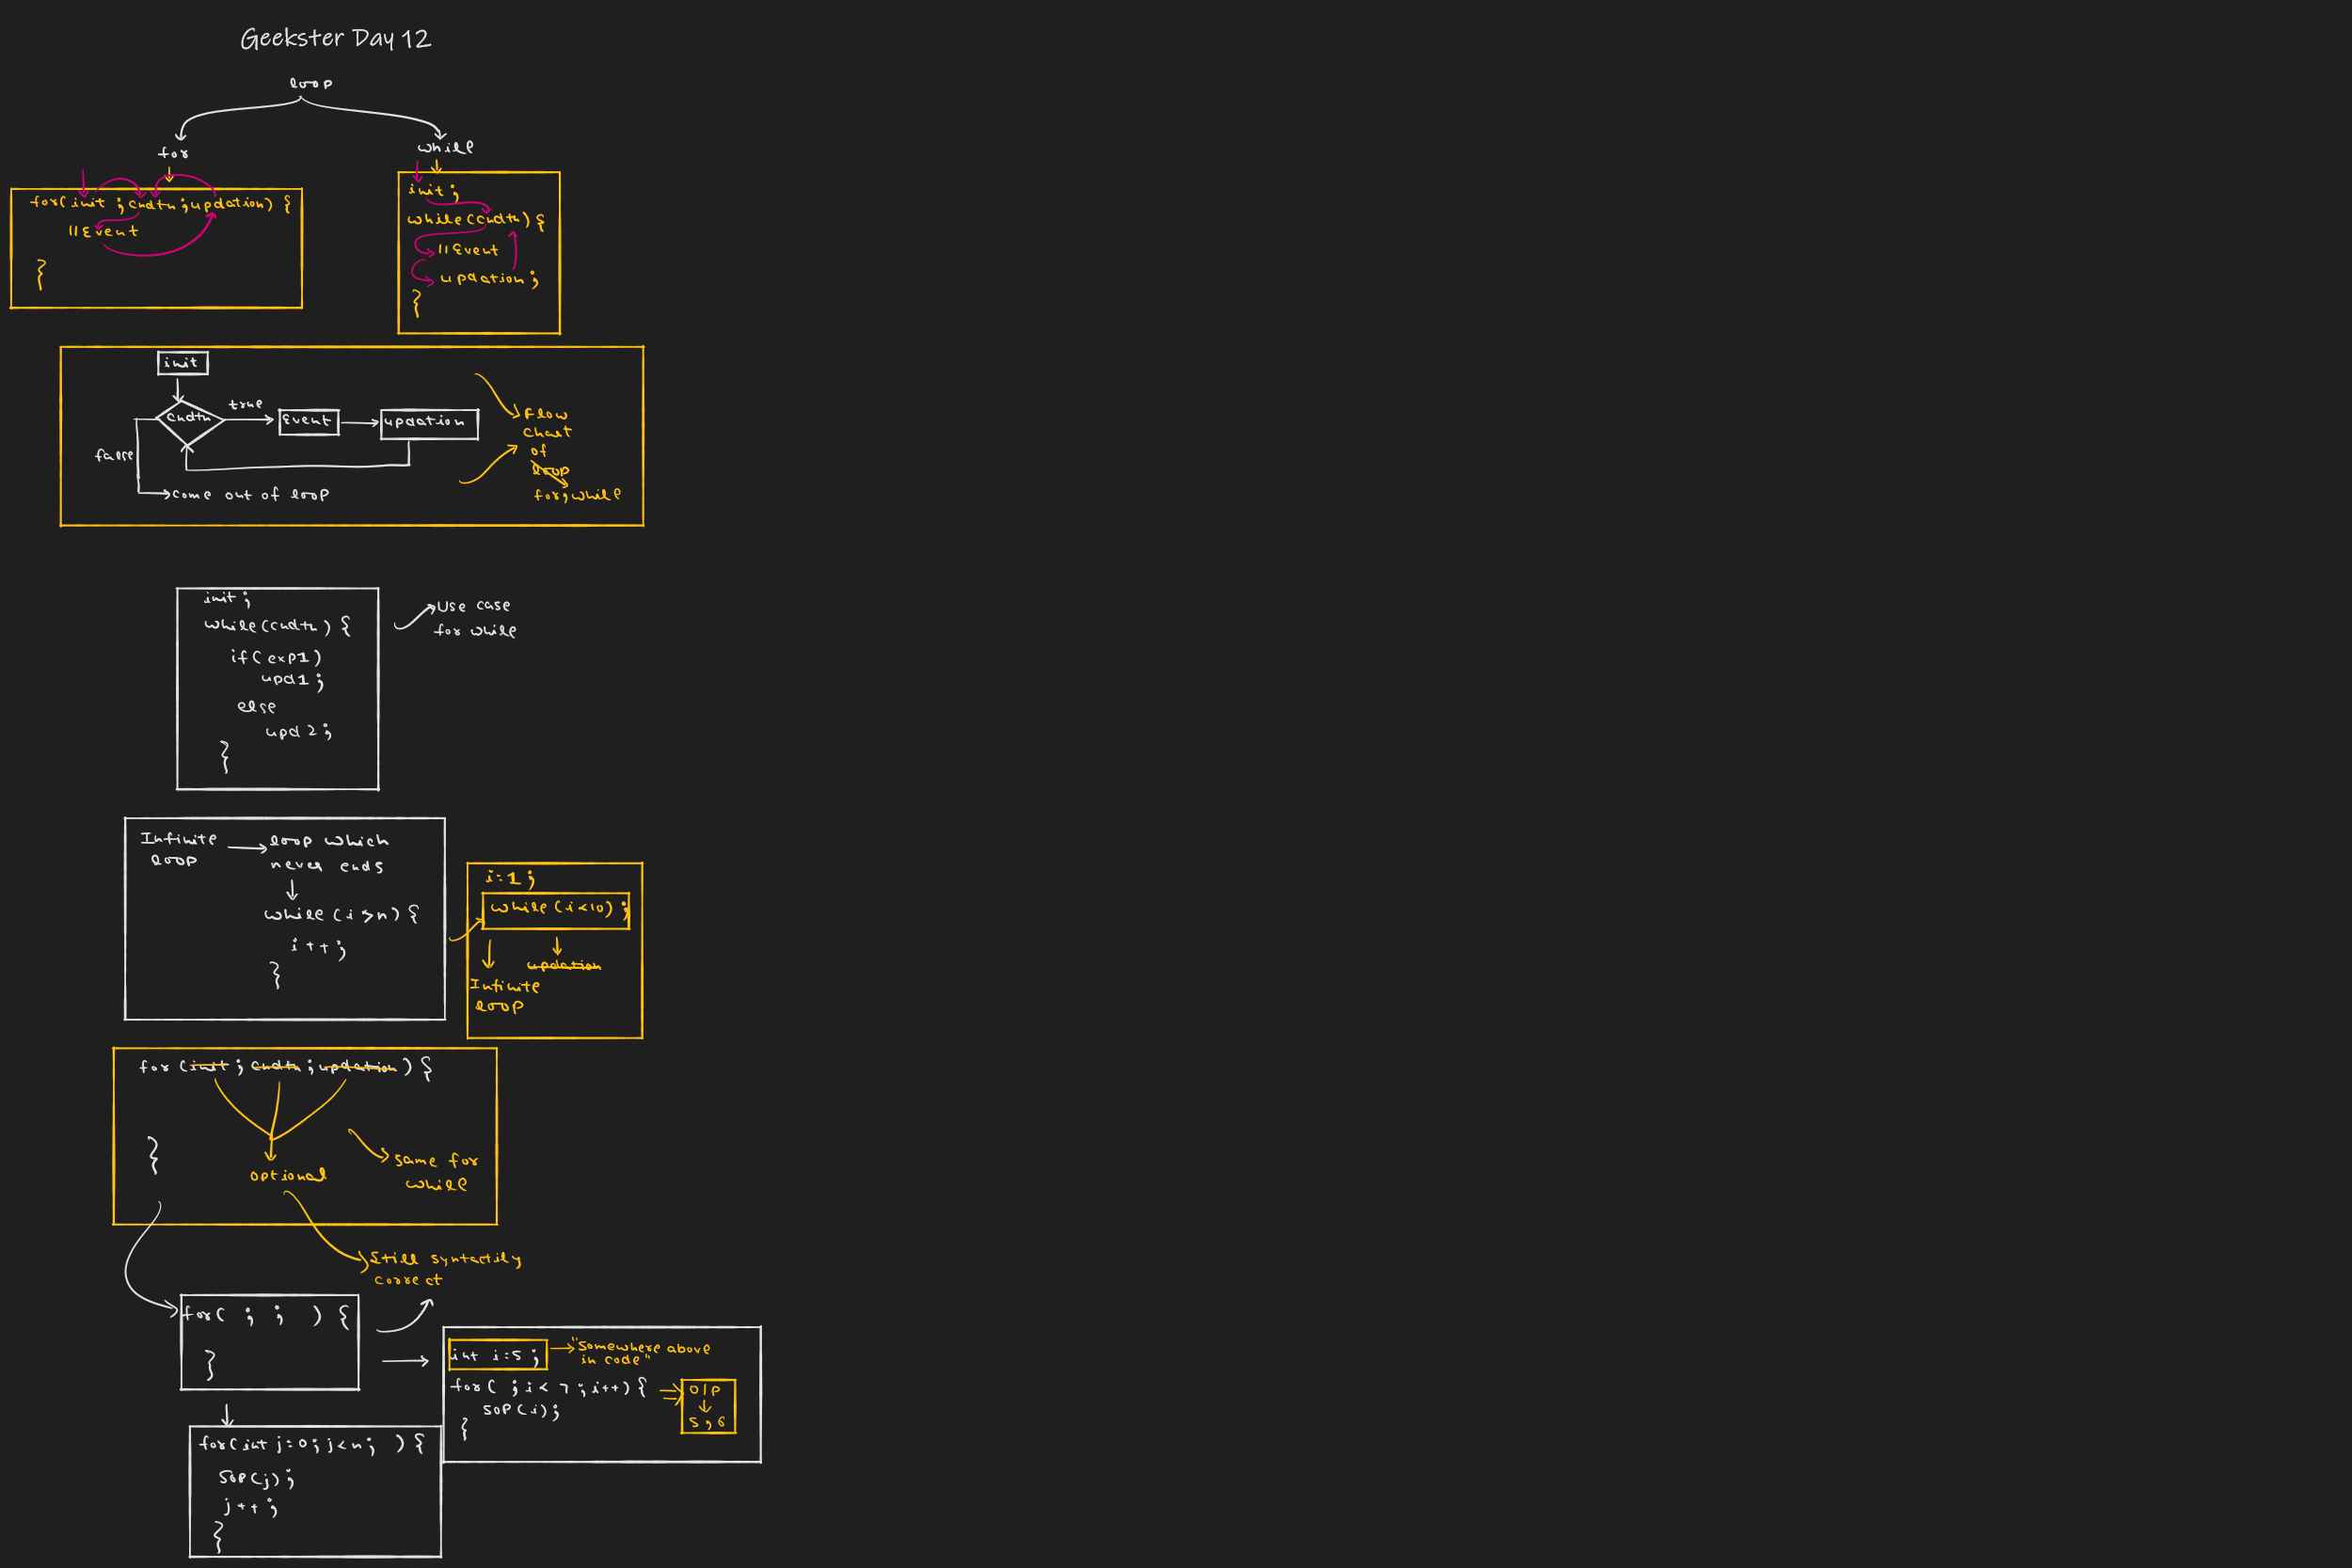 Geekster Day 12
loop
for
while
for(init ; cndtn ; updation) {
//Event
}
init ;
while(cndtn) {
//Event
updation ;
}
init
cndtn
true
Event
updation
false
come out of loop
Flow
chart
of
loop
for, while
init ;
while(cndtn) {
if(exp1)
upd1 ;
else
upd 2 ;
}
Use case
for while
Infinite
loop
loop which
never ends
while(i>n) {
i++ ;
}
i=1 ;
while(i<10) ;
updation
Infinite
loop
for (init ; cndtn ; updation ) {
}
optional
same for
while
Still syntactily
correct
for( ; ; ) {
}
int i=5 ;
"Somewhere above
in code"
for( ; i< 7 ; i++) {
SOP(i) ;
}
O/P
5 , 6
for(int j=0 ; j<n ; ) {
SOP(j) ;
j++ ;
}